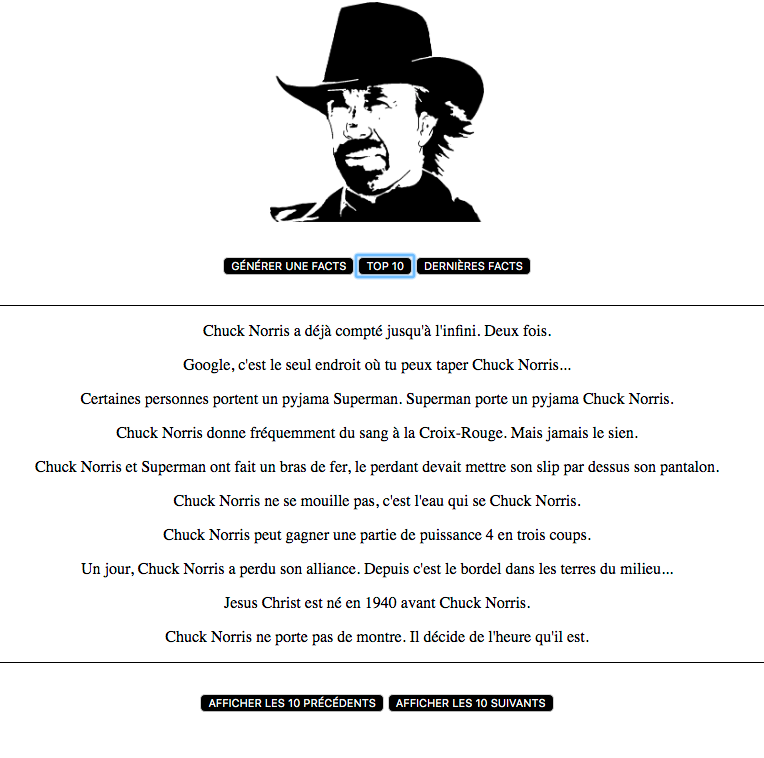 GÉNÉRER UNE FACTS TOP 10 DERNIÈRES FACTS
Chuck Norris a déjà compté jusqu'à l'infini. Deux fois.
Google, c'est le seul endroit où tu peux taper Chuck Norris...
Certaines personnes portent un pyjama Superman. Superman porte un pyjama Chuck Norris.
Chuck Norris donne fréquemment du sang à la Croix-Rouge. Mais jamais le sien.
Chuck Norris et Superman ont fait un bras de fer, le perdant devait mettre son slip par dessus son pantalon.
Chuck Norris ne se mouille pas, c'est l'eau qui se Chuck Norris.
Chuck Norris peut gagner une partie de puissance 4 en trois coups.
Un jour, Chuck Norris a perdu son alliance. Depuis c'est le bordel dans les terres du milieu...
Jesus Christ est né en 1940 avant Chuck Norris.
Chuck Norris ne porte pas de montre. Il décide de l'heure qu'il est.
AFFICHER LES 10 PRÉCÉDENTS AFFICHER LES 10 SUIVANTS